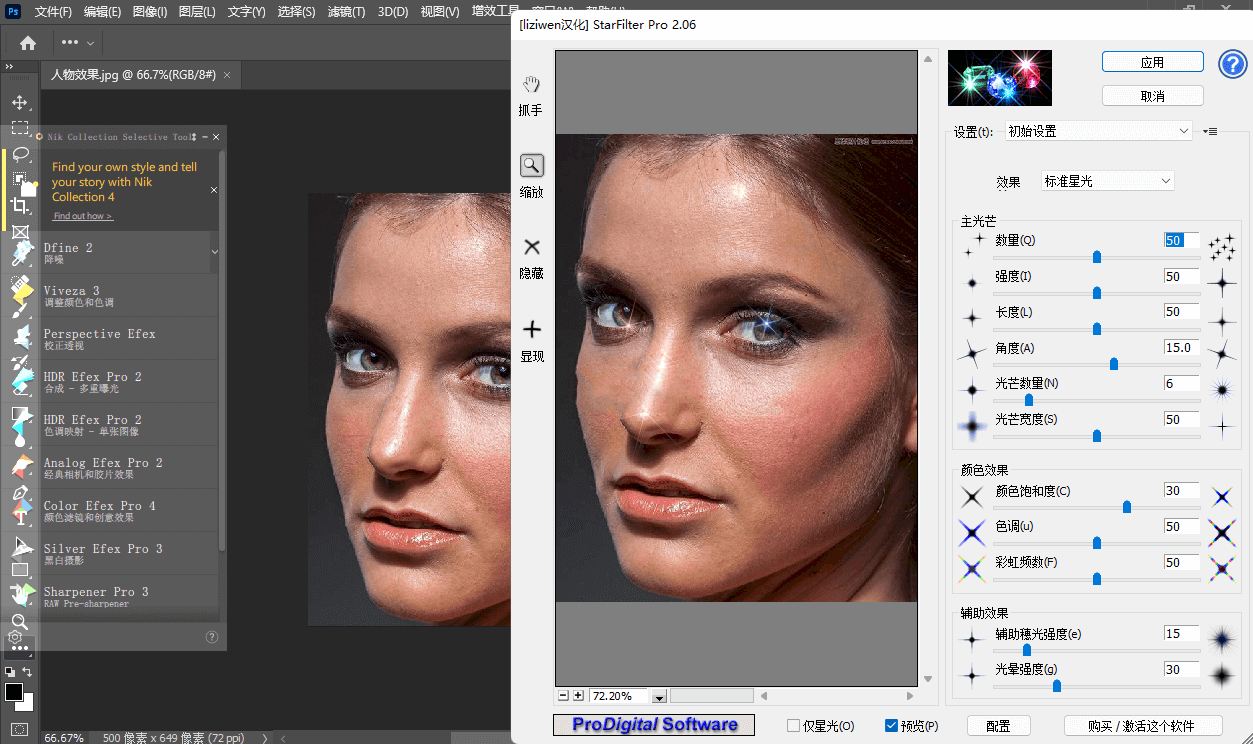 Ps 文件(F) 编辑(E) 图像(I) 图层(L) 文字(Y) 选择(S) 滤镜(T) 3D(D) 视图(V) 增效工具
人物效果.jpg @ 66.7%(RGB/8#) ×
Nik Collection Selective Tool
Find your own style and tell
your story with Nik
Collection 4
Find out how >
Dfine 2
降噪
Viveza 3
调整颜色和色调
Perspective Efex
校正透视
HDR Efex Pro 2
合成 - 多重曝光
HDR Efex Pro 2
色调映射 - 单张图像
Analog Efex Pro 2
经典相机和胶片效果
Color Efex Pro 4
颜色滤镜和创意效果
Silver Efex Pro 3
黑白摄影
Sharpener Pro 3
RAW Pre-sharpener
66.67% 500 像素 x 649 像素 (72 ppi)
[liziwen汉化] StarFilter Pro 2.06
抓手
缩放
隐藏
显现
72.20%
ProDigital Software
应用
取消
设置(t): 初始设置
效果 标准星光
主光芒
数量(Q) 50
强度(I) 50
长度(L) 50
角度(A) 15.0
光芒数量(N) 6
光芒宽度(S) 50
颜色效果
颜色饱和度(C) 30
色调(u) 50
彩虹频数(F) 50
辅助效果
辅助穗光强度(e) 15
光晕强度(g) 30
仅星光(O) 预览(P) 配置 购买 / 激活这个软件